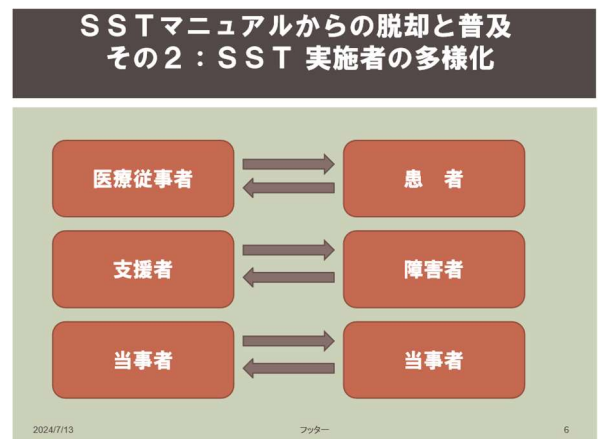 ＳＳＴマニュアルからの脱却と普及
その２：ＳＳＴ 実施者の多様化
医療従事者
患　者
支援者
障害者
当事者
当事者
2024/7/13
フッター
6